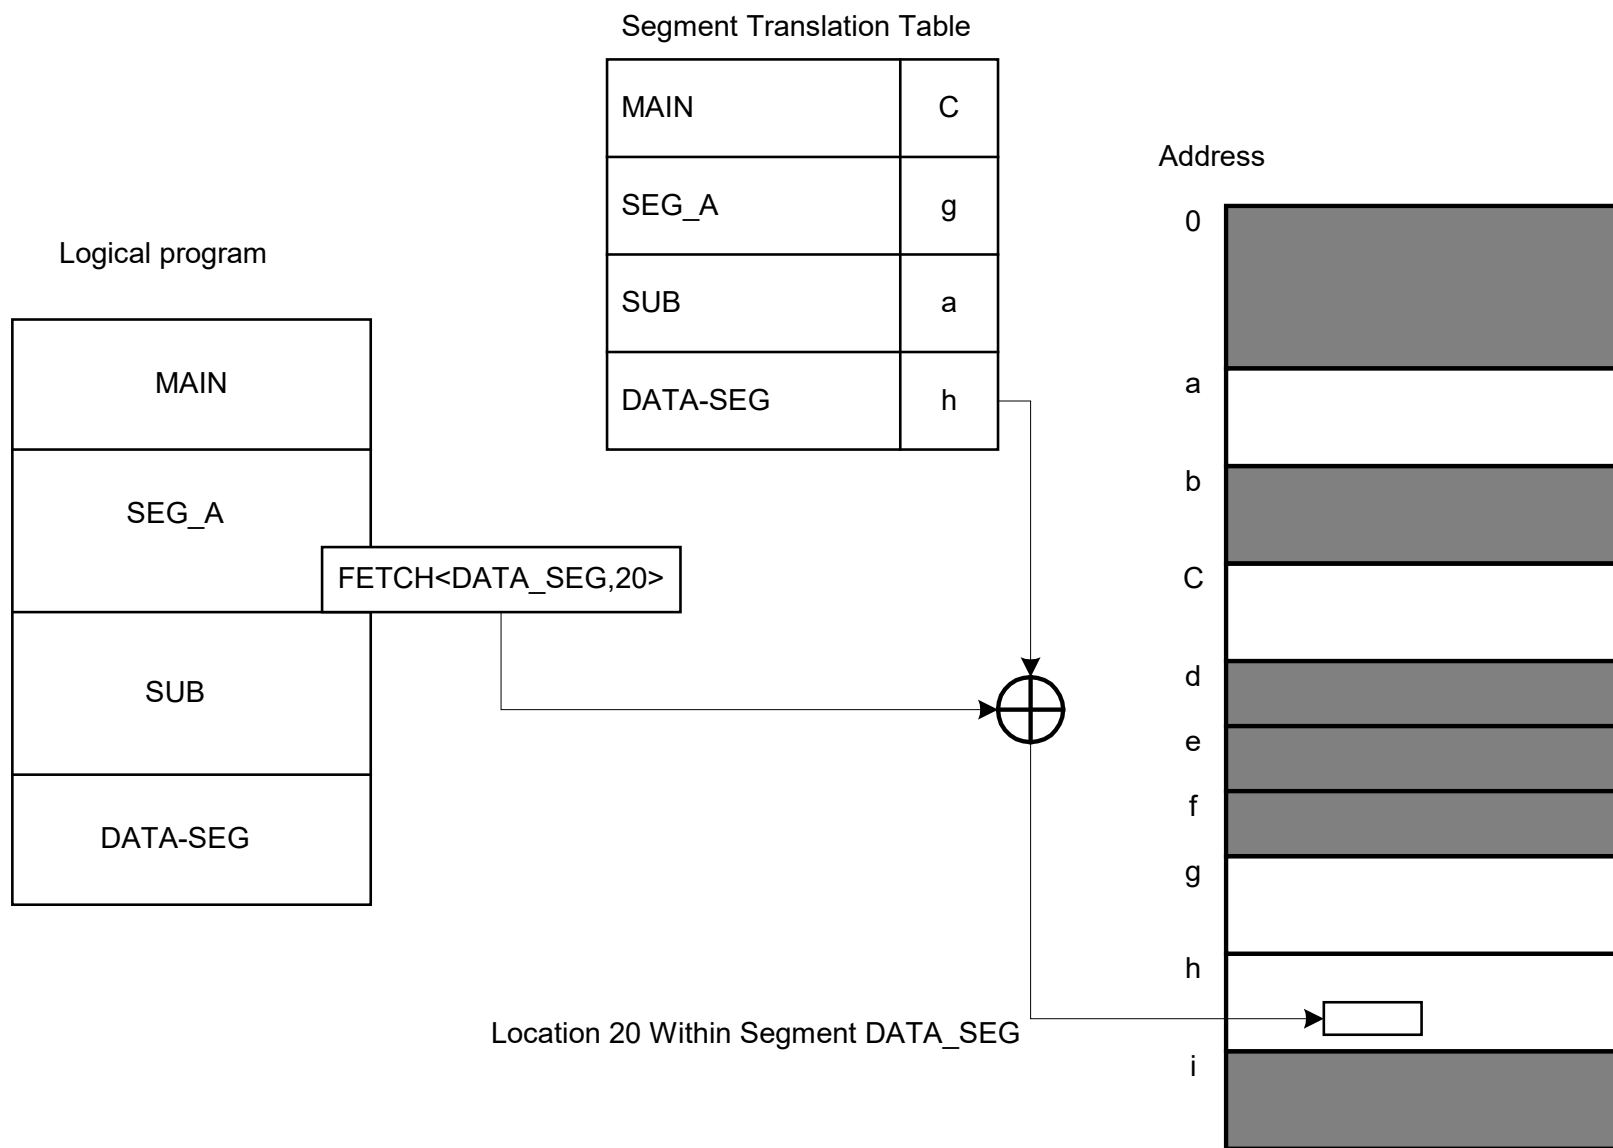 Segment Translation Table
MAIN C
SEG_A g
SUB a
DATA-SEG h
Logical program
MAIN
SEG_A
FETCH<DATA_SEG,20>
SUB
DATA-SEG
Location 20 Within Segment DATA_SEG
Address
0
a
b
C
d
e
f
g
h
i